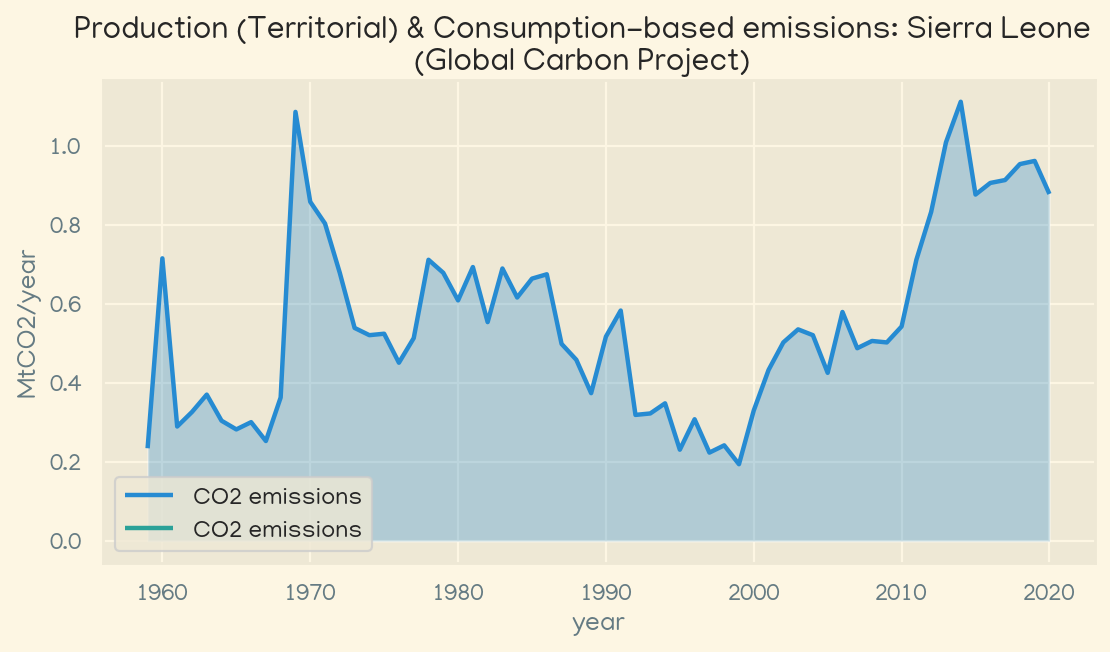 Production (Territorial) & Consumption-based emissions: Sierra Leone
(Global Carbon Project)
MtCO2/year
1.0
0.8
0.6
0.4
0.2
0.0
CO2 emissions
CO2 emissions
1960 1970 1980 1990 2000 2010 2020
year